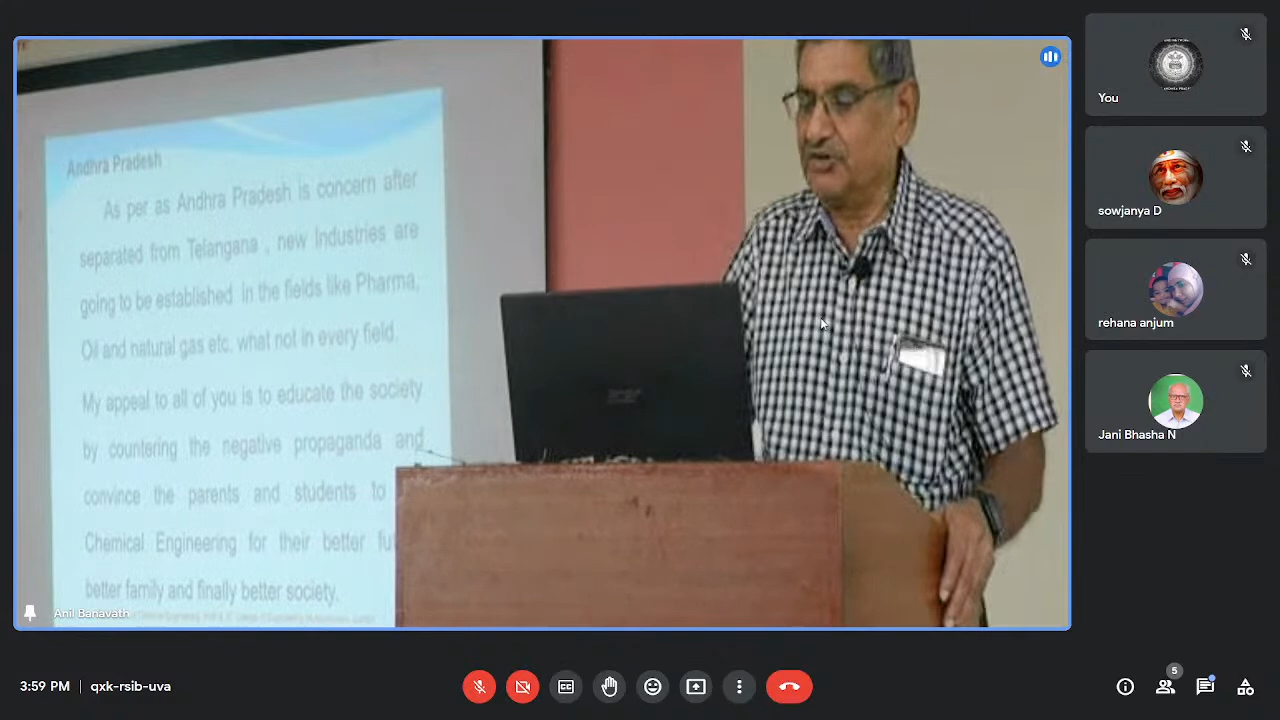 Andhra Pradesh
As per as Andhra Pradesh is concern after
separated from Telangana , new Industries are
going to be established in the fields like Pharma,
Oil and natural gas etc. what not in every field.
My appeal to all of you is to educate the society
by countering the negative propaganda and
convince the parents and students to
Chemical Engineering for their better
better family and finally better society.
Anil Banavath
You
sowjanya D
rehana anjum
Jani Bhasha N
3:59 PM
qxk-rsib-uva
5